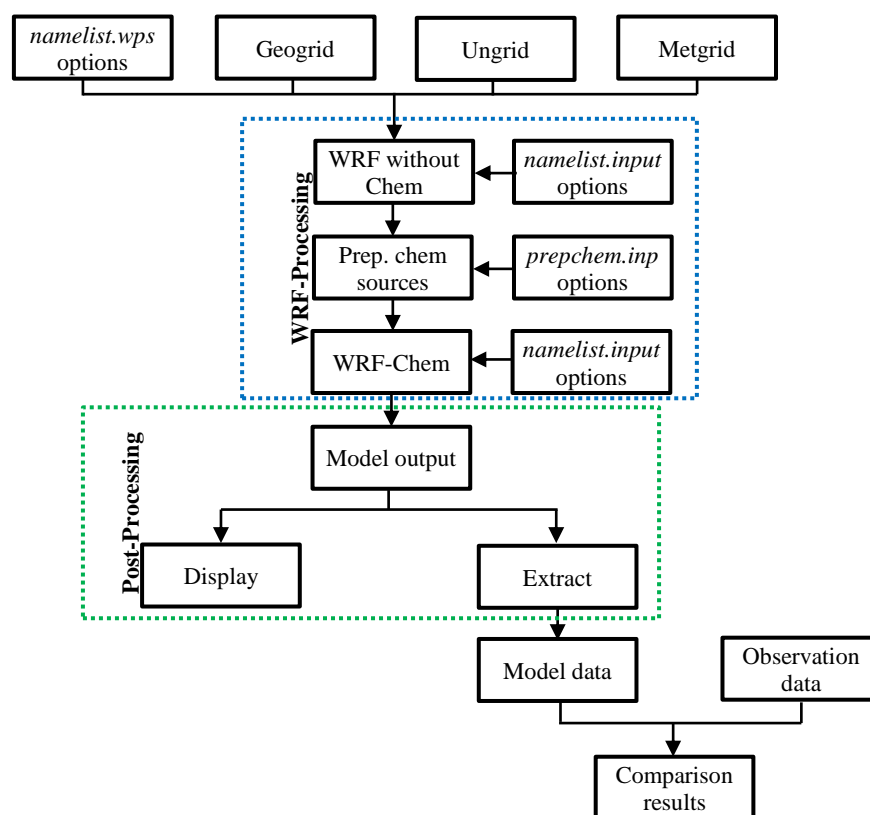 namelist.wps
options
Geogrid
Ungrid
Metgrid
WRF-Processing
WRF without
Chem
namelist.input
options
Prep. chem
sources
prepchem.inp
options
WRF-Chem
namelist.input
options
Post-Processing
Model output
Display
Extract
Model data
Observation
data
Comparison
results